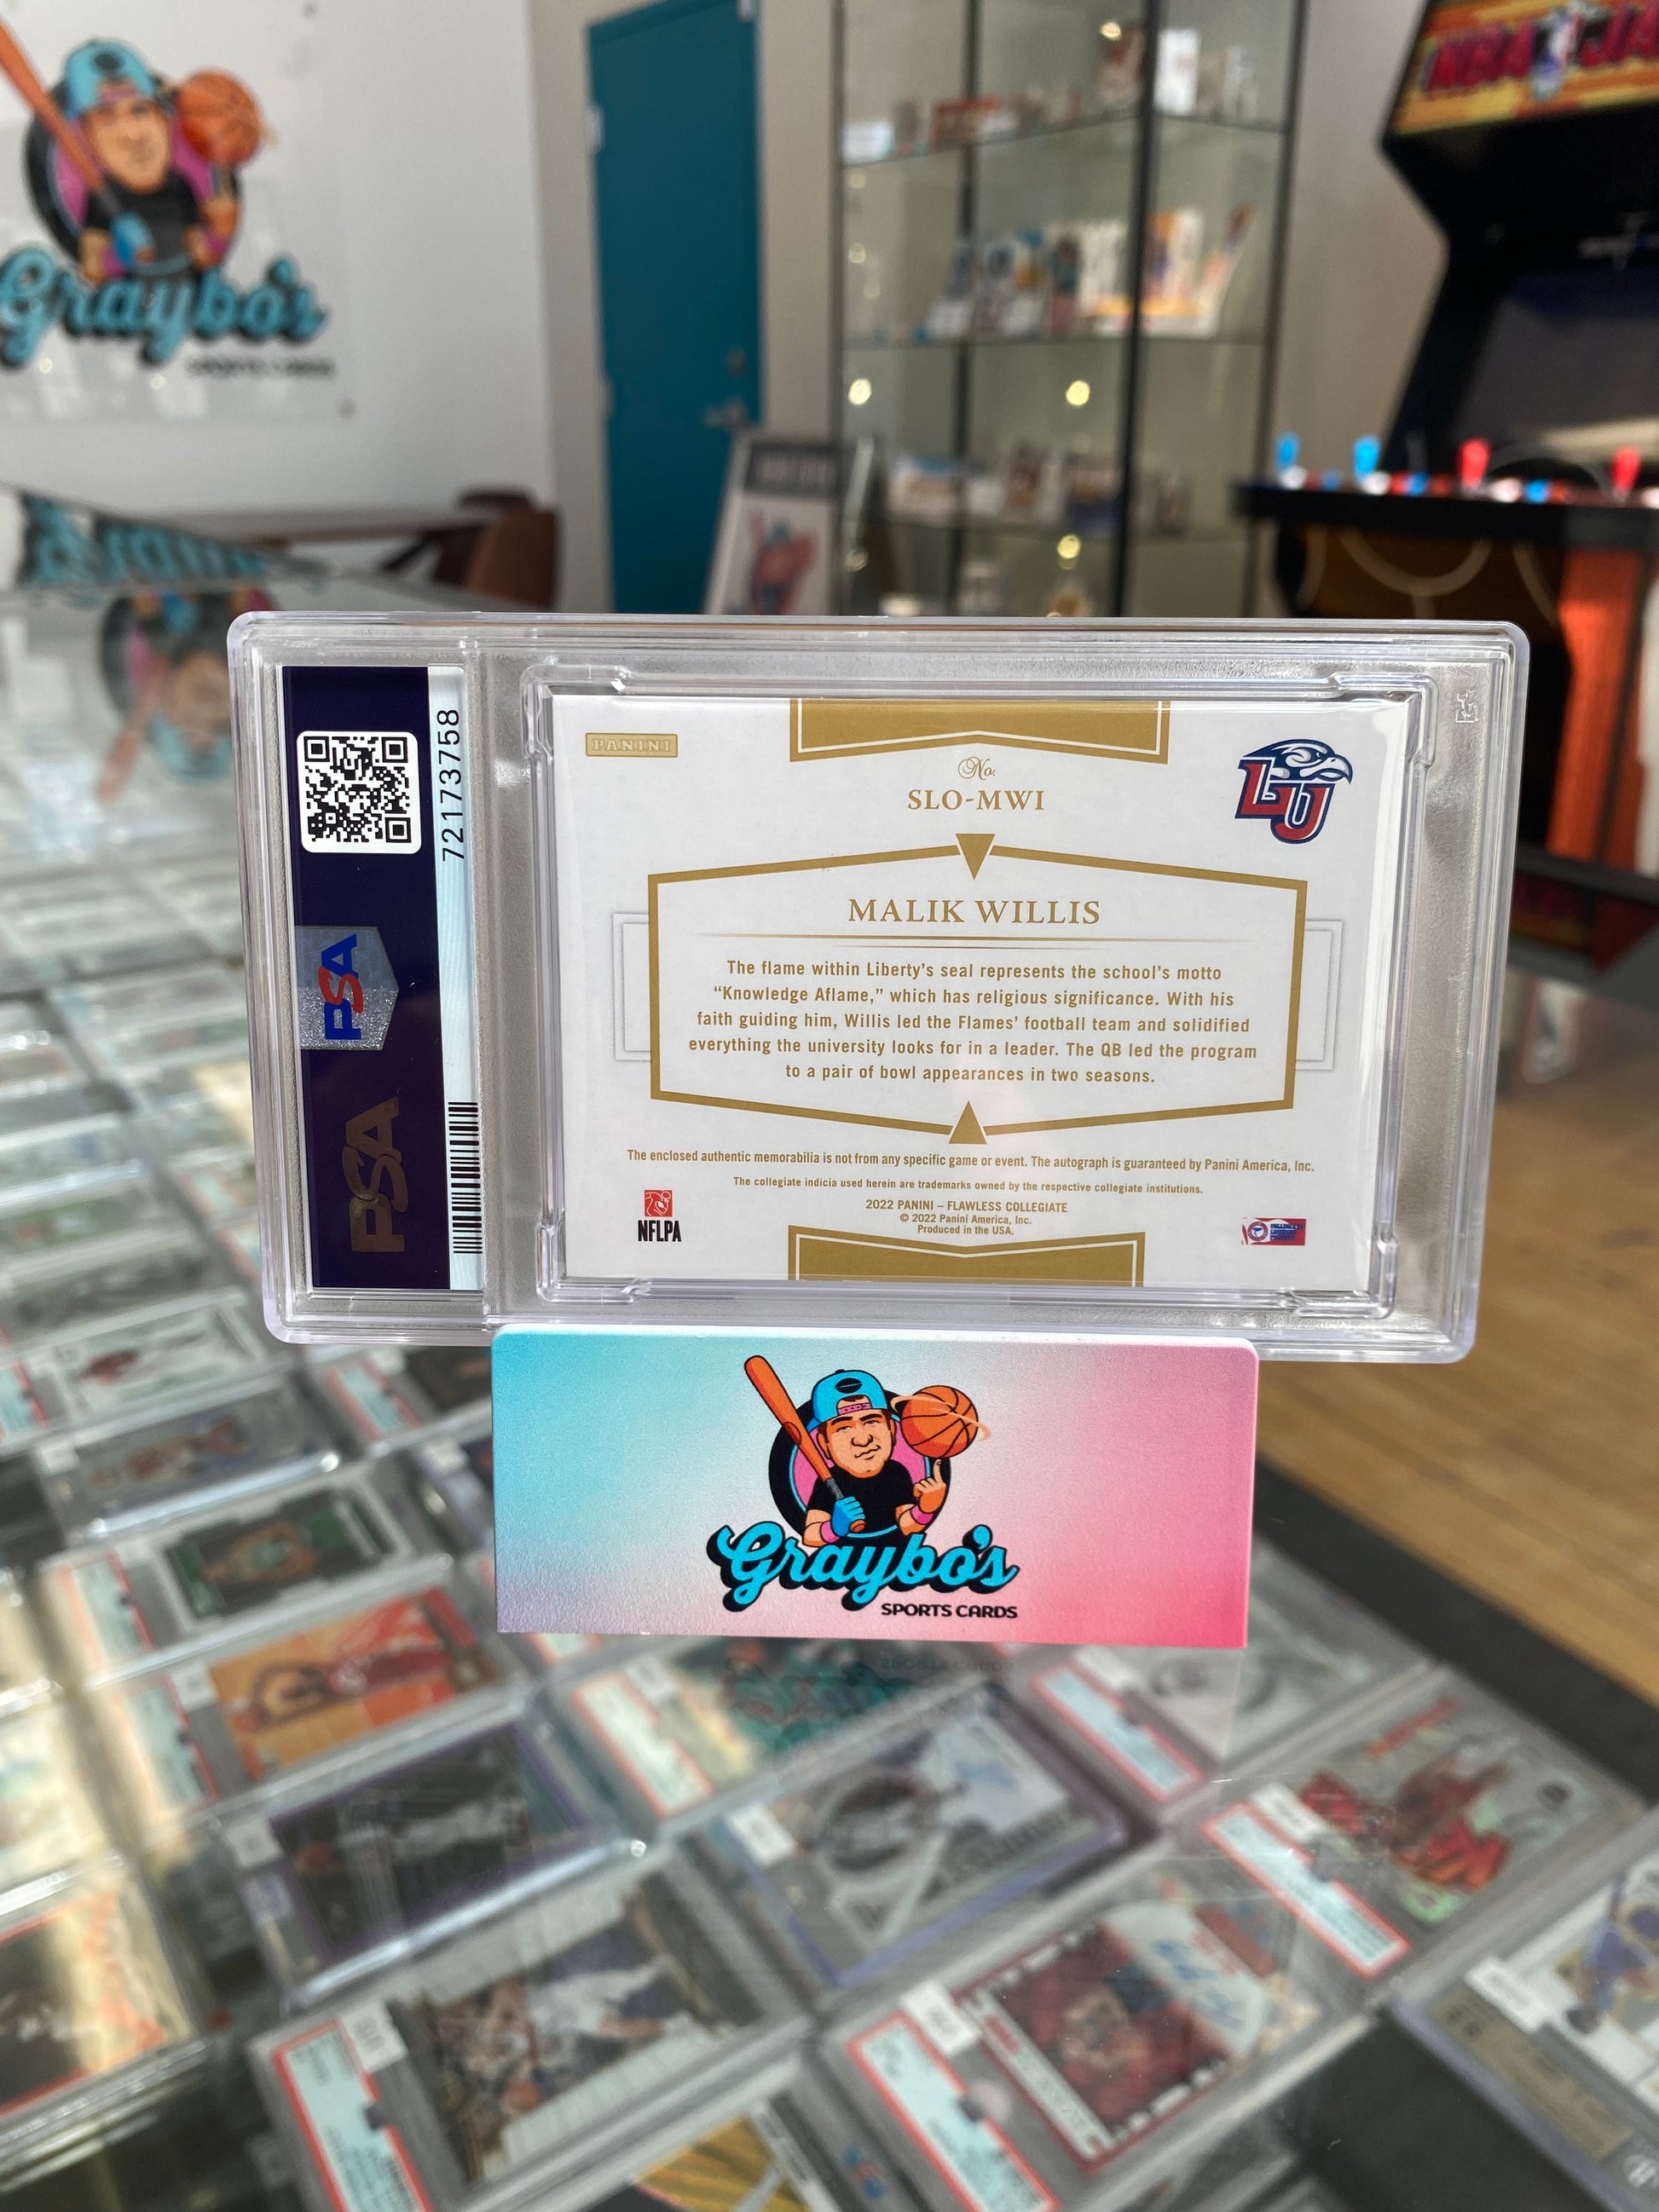 Graybo's
SPORTS CARDS
NBA JA
72173758
PSA
PSA
PANINI
No.
SLO-MWI
LU
MALIK WILLIS
The flame within Liberty's seal represents the school's motto
“Knowledge Aflame,” which has religious significance. With his
faith guiding him, Willis led the Flames' football team and solidified
everything the university looks for in a leader. The QB led the program
to a pair of bowl appearances in two seasons.
The enclosed authentic memorabilia is not from any specific game or event. The autograph is guaranteed by Panini America, Inc.
The collegiate indicia used herein are trademarks owned by the respective collegiate institutions.
2022 PANINI – FLAWLESS COLLEGIATE
© 2022 Panini America, Inc.
Produced in the USA.
NFLPA
Graybo's
SPORTS CARDS